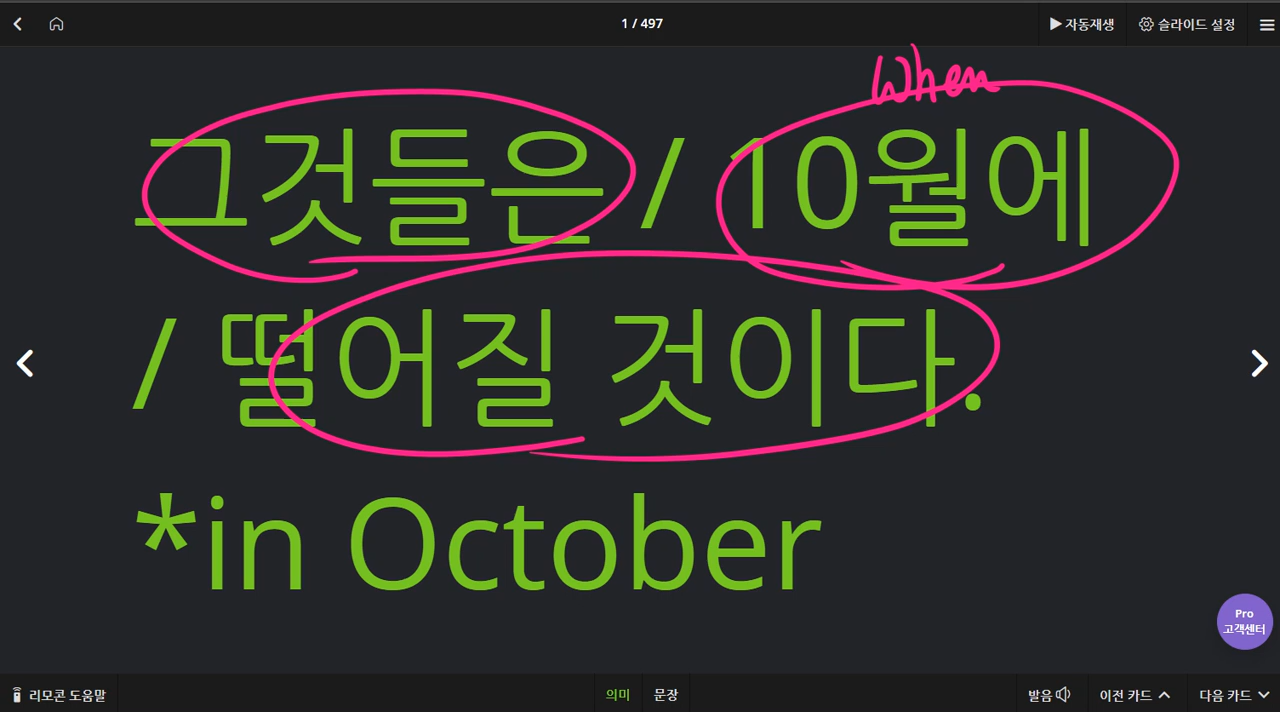 1 / 497
자동재생
슬라이드 설정
When
그것들은 / 10월에
/ 떨어질 것이다.
*in October
Pro
고객센터
리모콘 도움말
의미
문장
발음
이전 카드
다음 카드